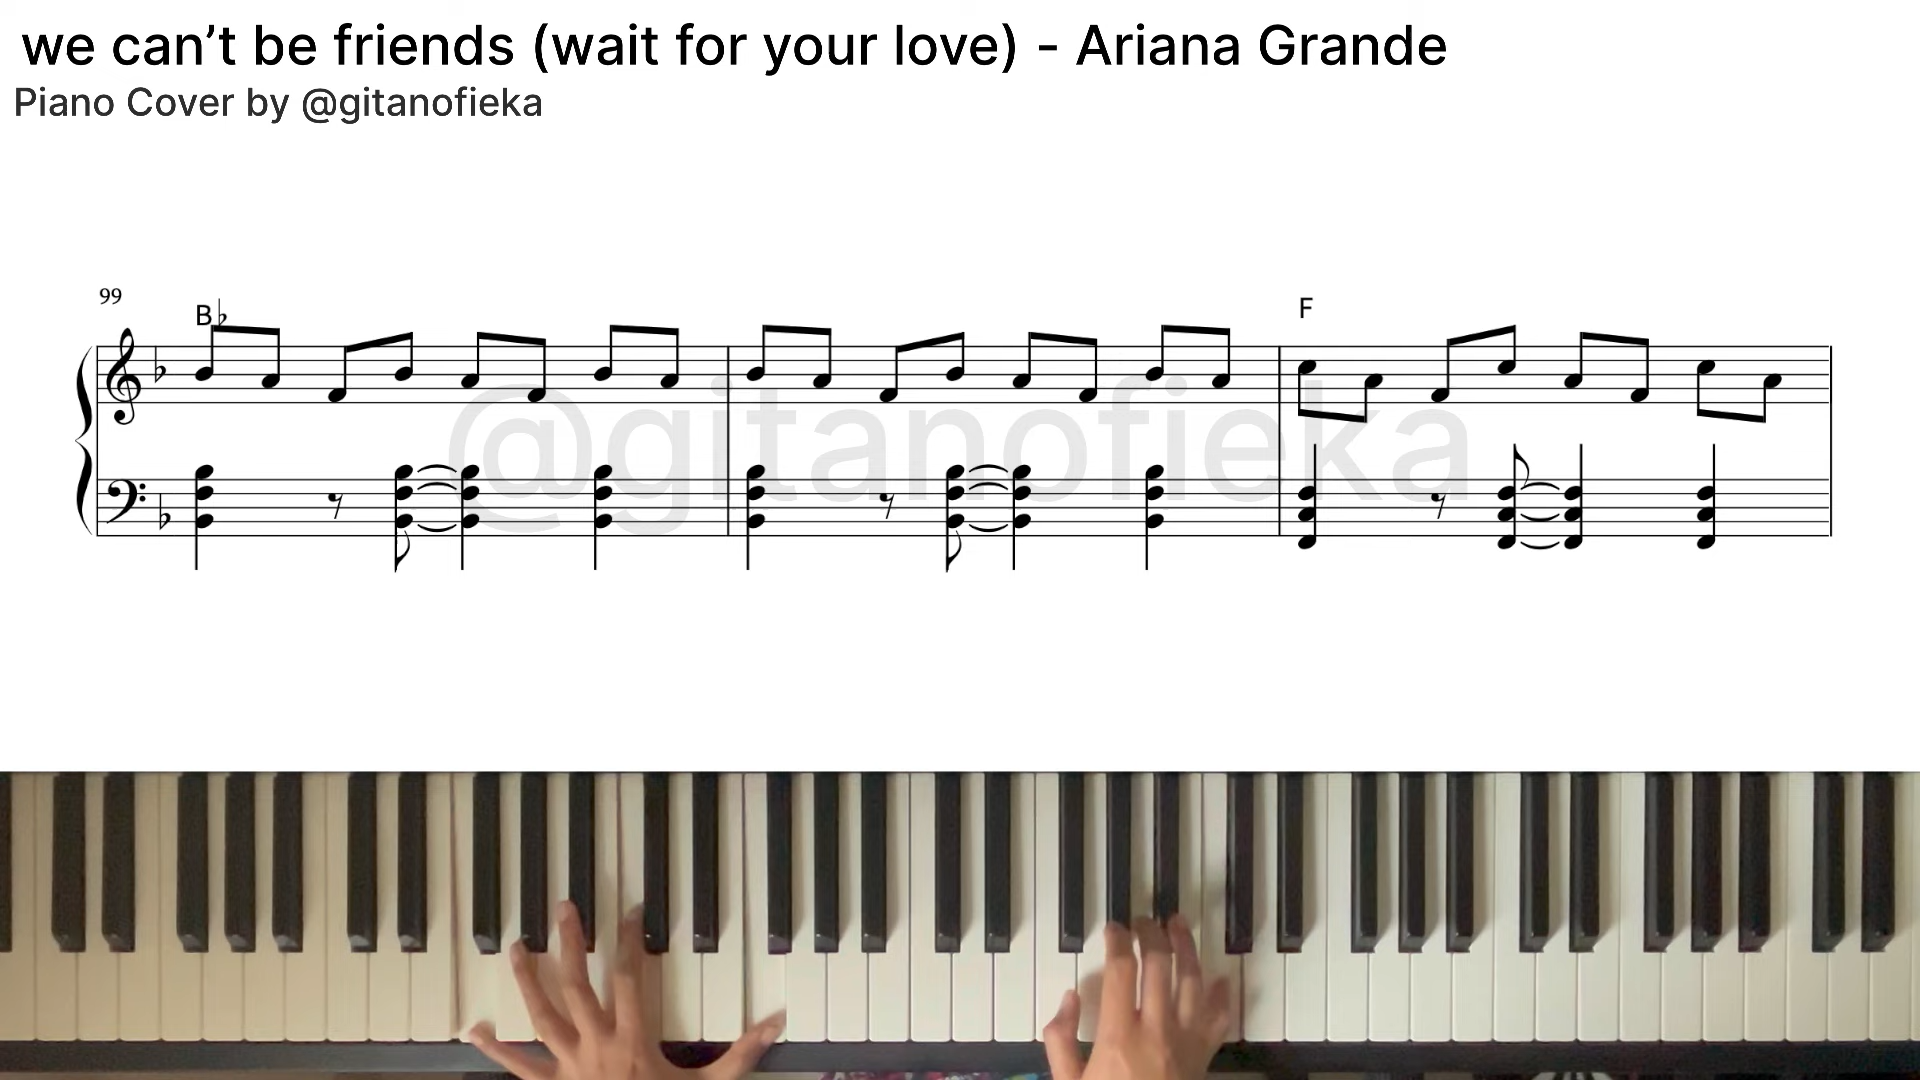 we can’t be friends (wait for your love) - Ariana Grande
Piano Cover by @gitanofieka
99
B♭
F
@gitanofieka